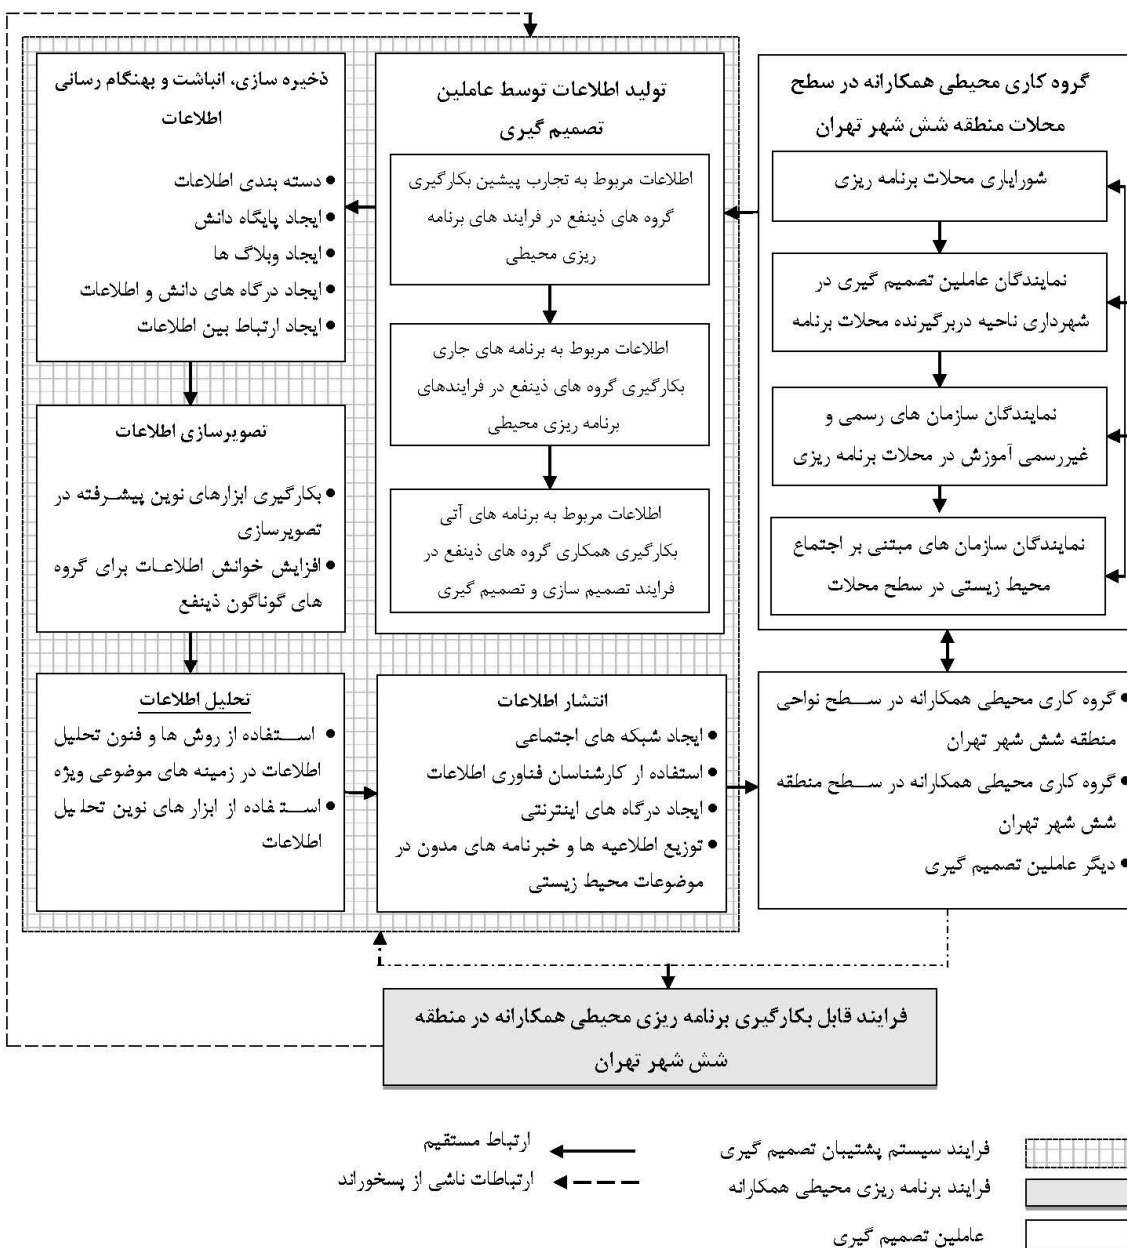 گروه کاری محیطی همکارانه در سطح
محلات منطقه شش شهر تهران
شورایاری محلات برنامه ریزی
نمایندگان عاملین تصمیم گیری در
شهرداری ناحیه دربرگیرنده محلات برنامه
نمایندگان سازمان های رسمی و
غیررسمی آموزش در محلات برنامه ریزی
نمایندگان سازمان های مبتنی بر اجتماع
محیط زیستی در سطح محلات
تولید اطلاعات توسط عاملین
تصمیم گیری
اطلاعات مربوط به تجارب پیشین بکارگیری
گروه های ذینفع در فرایند های برنامه
ریزی محیطی
اطلاعات مربوط به برنامه های جاری
بکارگیری گروه های ذینفع در فرایندهای
برنامه ریزی محیطی
اطلاعات مربوط به برنامه های آتی
بکارگیری همکاری گروه های ذینفع در
فرایند تصمیم سازی و تصمیم گیری
ذخیره سازی، انباشت و بهنگام رسانی
اطلاعات
• دسته بندی اطلاعات
• ایجاد پایگاه دانش
• ایجاد وبلاگ ها
• ایجاد درگاه های دانش و اطلاعات
• ایجاد ارتباط بین اطلاعات
تصویرسازی اطلاعات
• بکارگیری ابزارهای نوین پیشـرفته در
تصویرسازی
• افزایش خوانش اطلاعـات برای گروه
های گوناگون ذینفع
تحلیل اطلاعات
• اســتفاده از روش ها و فنون تحلیل
اطلاعات در زمینه های موضوعی ویژه
• اســتفاده از ابزار های نوین تحلیل
اطلاعات
انتشار اطلاعات
• ایجاد شبکه های اجتماعی
• استفاده ار کارشناسان فناوری اطلاعات
• ایجاد درگاه های اینترنتی
• توزیع اطلاعیه ها و خبرنامه های مدون در
موضوعات محیط زیستی
• گروه کاری محیطی همکارانه در ســطح نواحی
منطقه شش شهر تهران
• گروه کاری محیطی همکارانه در ســطح منطقه
شش شهر تهران
• دیگر عاملین تصمیم گیری
فرایند قابل بکارگیری برنامه ریزی محیطی همکارانه در منطقه
شش شهر تهران
فرایند سیستم پشتیبان تصمیم گیری
فرایند برنامه ریزی محیطی همکارانه
عاملین تصمیم گیری
ارتباط مستقیم
ارتباطات ناشی از پسخوراند